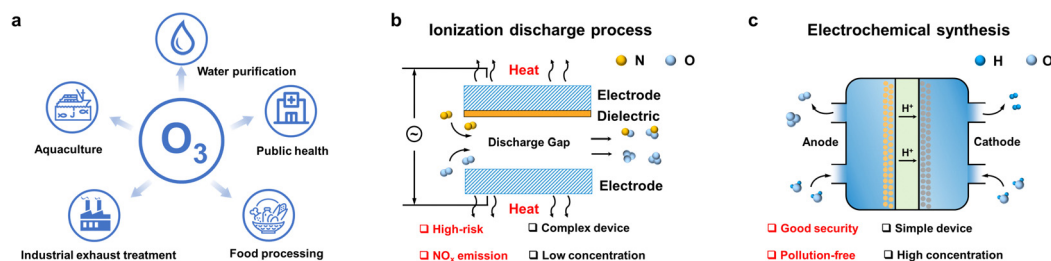 a
O₃
Water purification
Aquaculture
Public health
Industrial exhaust treatment
Food processing
b
Ionization discharge process
Heat
N
O
Electrode
Dielectric
~
Discharge Gap
Electrode
Heat
High-risk
Complex device
NOₓ emission
Low concentration
c
Electrochemical synthesis
H
O
H⁺
Anode
Cathode
H⁺
Good security
Simple device
Pollution-free
High concentration